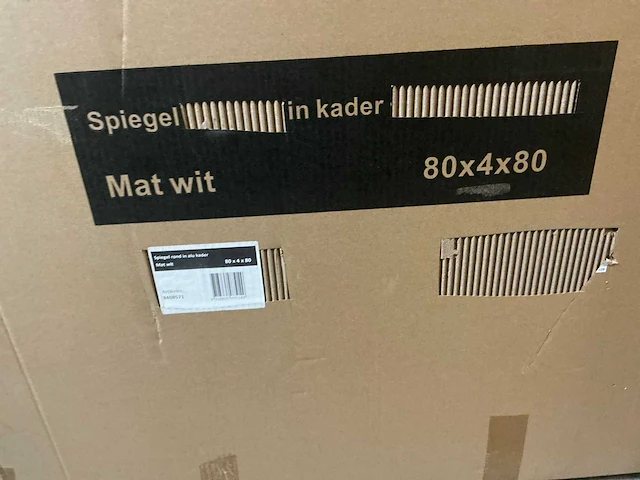 Spiegel in kader
Mat wit 80x4x80
Spiegel rond in alu kader
Mat wit 80 x 4 x 80